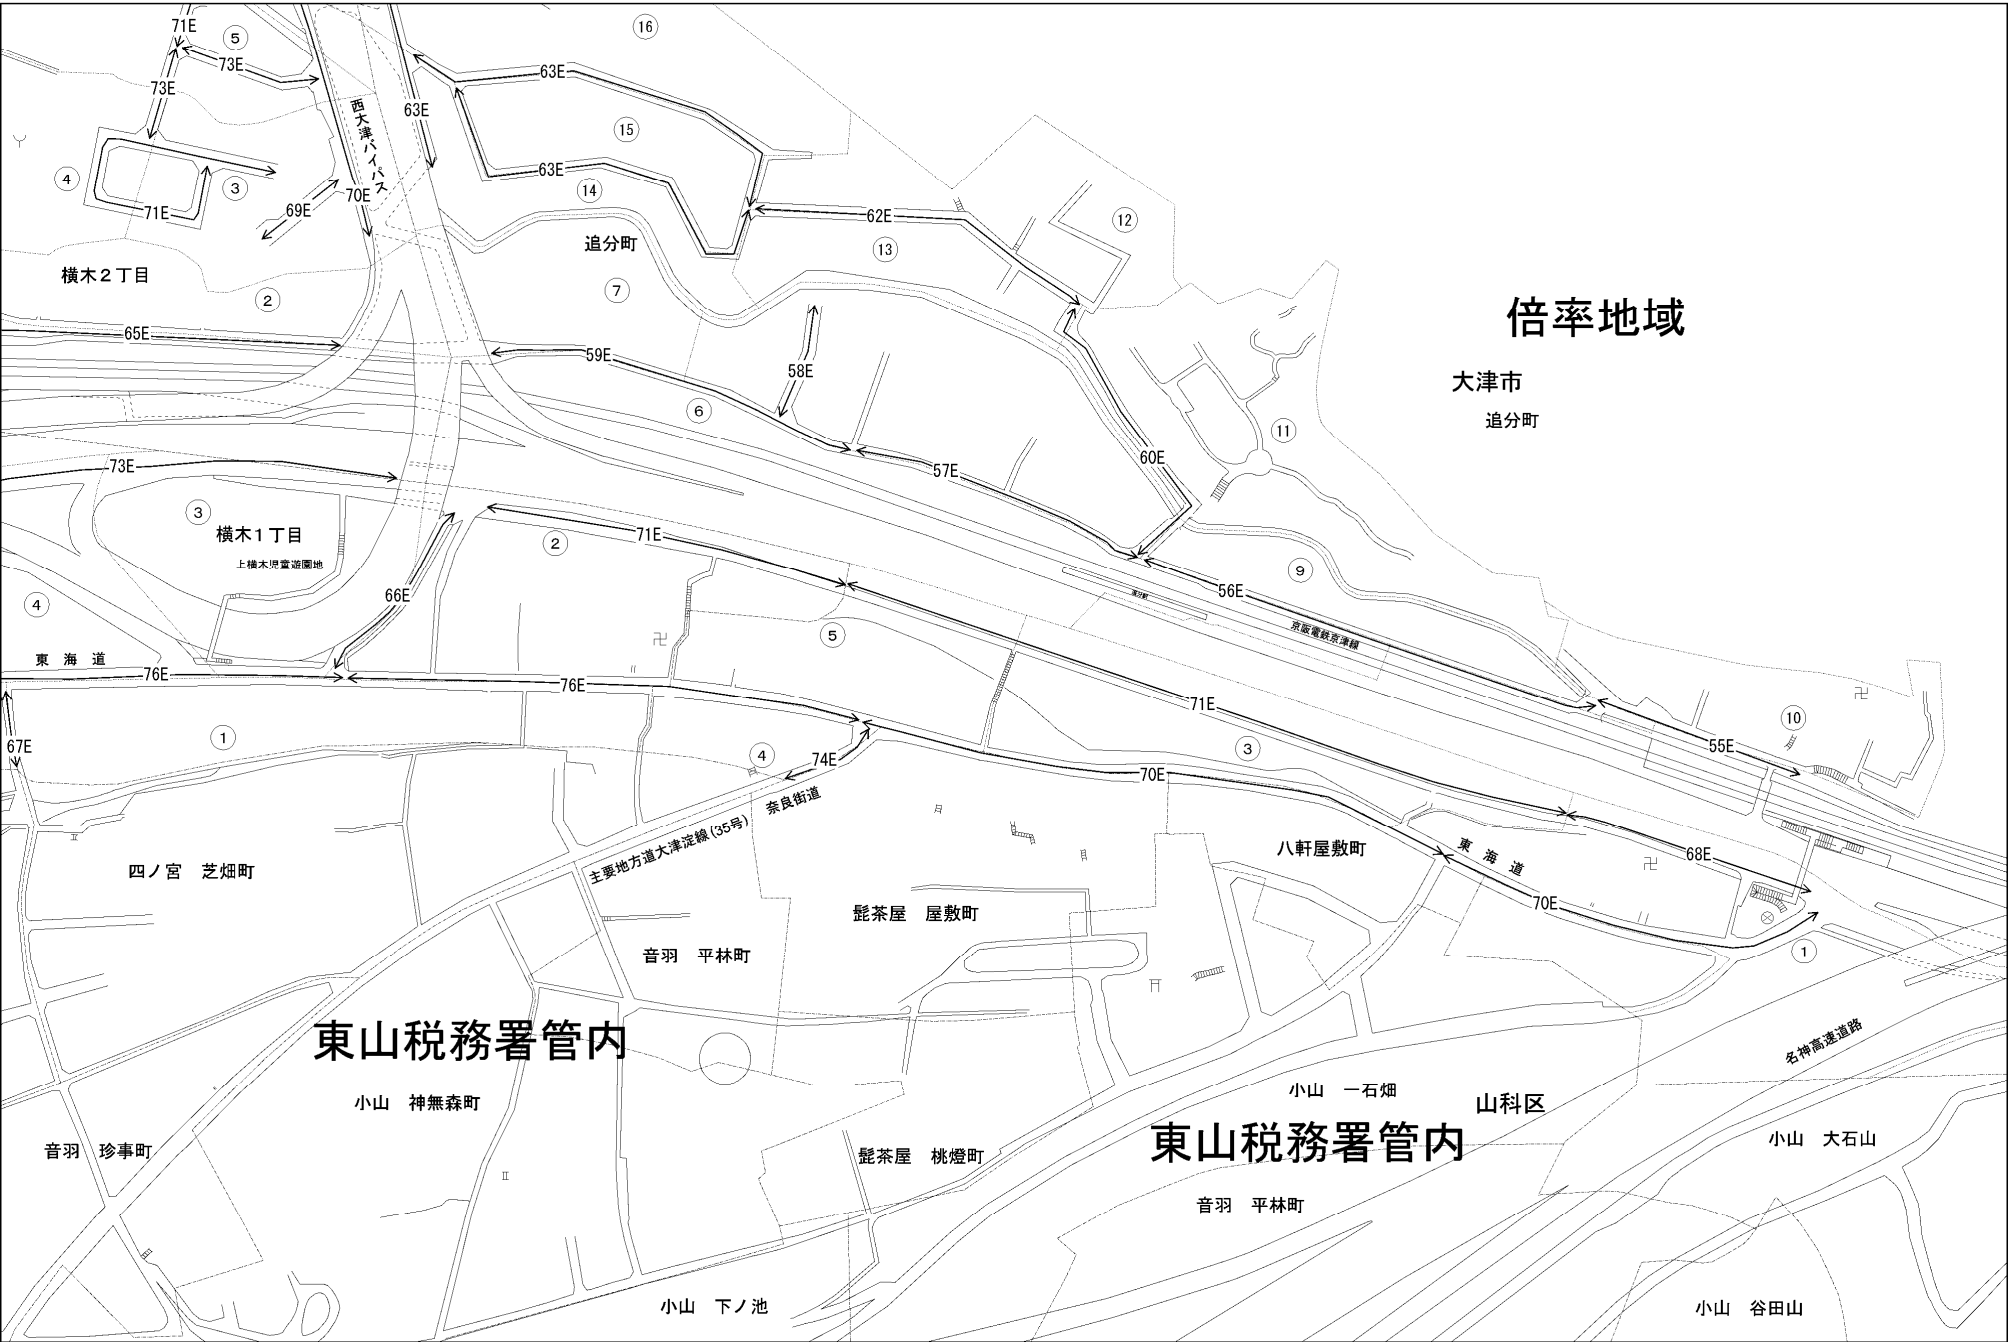 71E
⑤
73E
73E
西大津バイパス
63E
63E
⑯
⑮
④
71E
③
69E
70E
63E
⑭
追分町
62E
⑬
⑫
横木２丁目
②
⑦
倍率地域
大津市
追分町
65E
59E
58E
⑥
57E
60E
⑪
73E
③
横木１丁目
上横木児童遊園地
71E
②
56E
⑨
追分駅
京阪電鉄京津線
④
66E
⑤
東海道
76E
76E
71E
③
⑩
55E
67E
①
④
74E
70E
奈良街道
主要地方道大津淀線(35号)
四ノ宮　芝畑町
八軒屋敷町
東海道
68E
70E
①
髭茶屋　屋敷町
音羽　平林町
東山税務署管内
小山　神無森町
名神高速道路
小山　一石畑
山科区
東山税務署管内
小山　大石山
音羽　珍事町
髭茶屋　桃燈町
音羽　平林町
小山　下ノ池
小山　谷田山